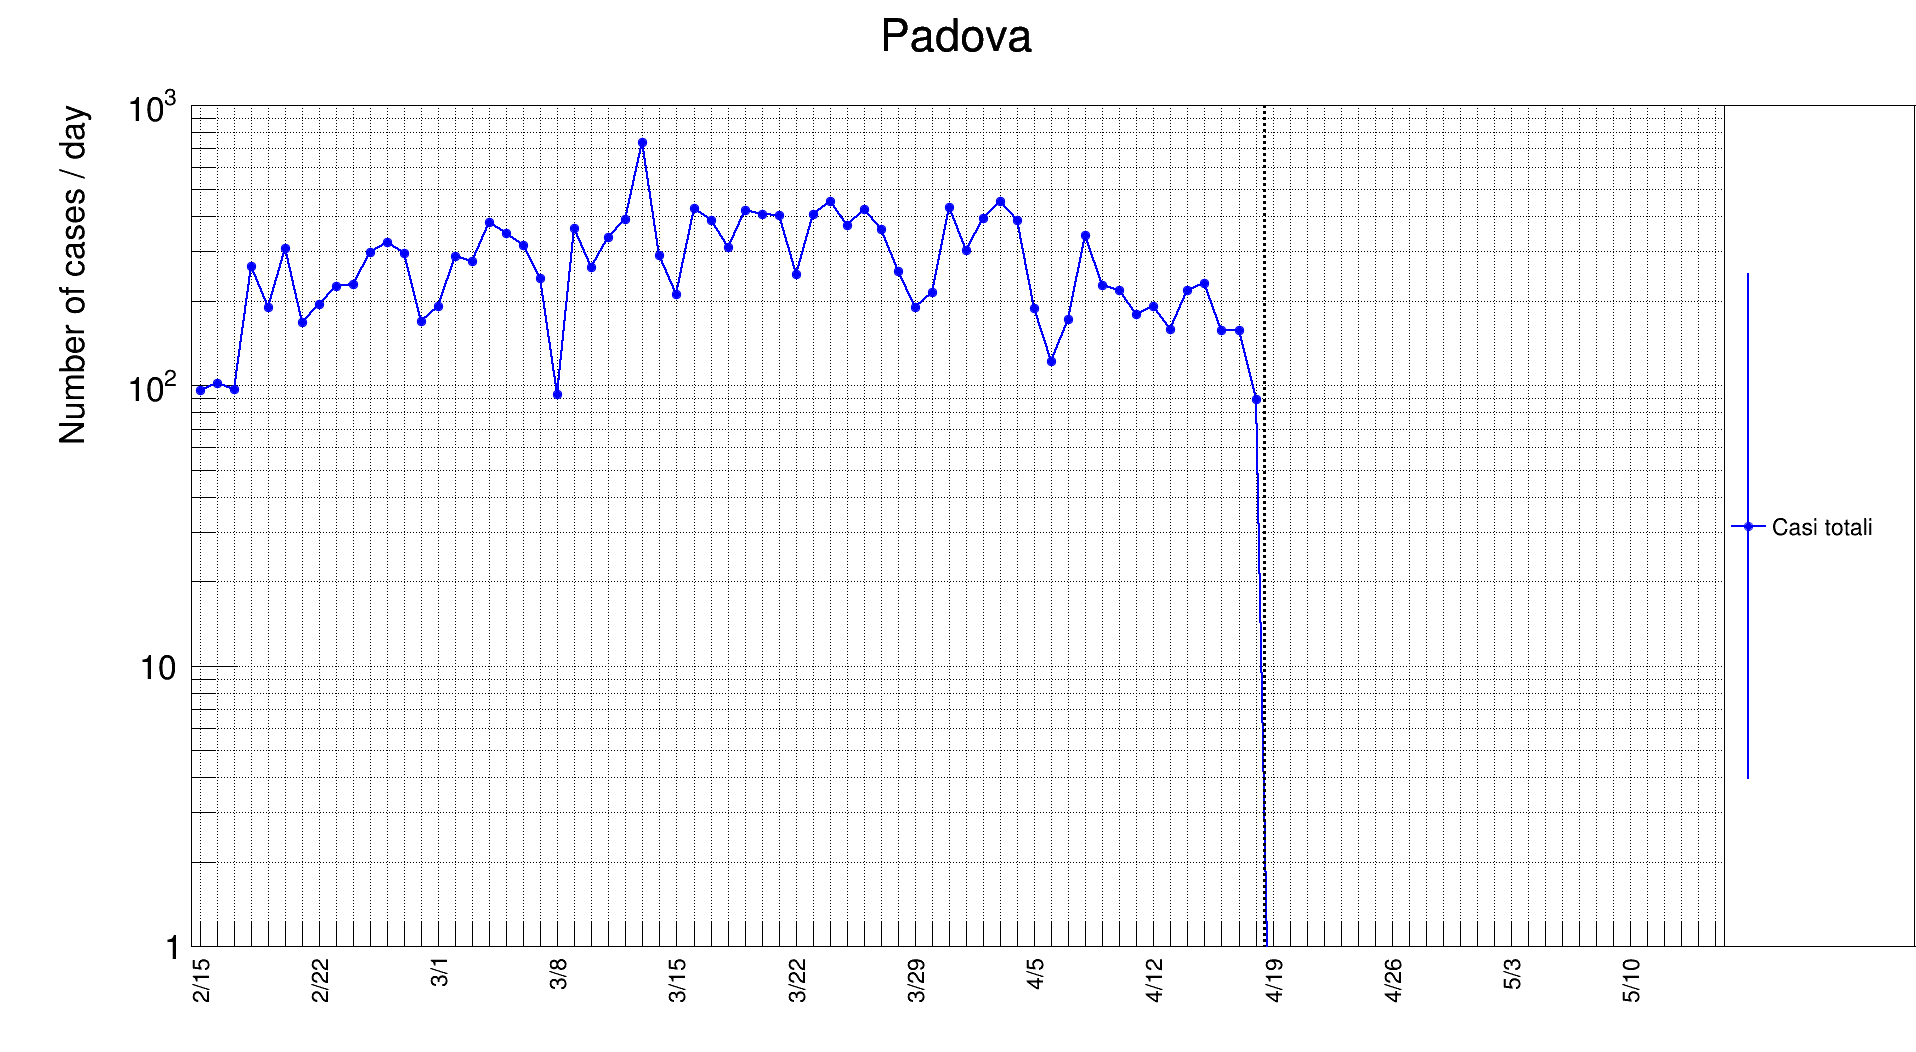 Padova
Number of cases / day
10³
10²
10
1
2/15 2/22 3/1 3/8 3/15 3/22 3/29 4/5 4/12 4/19 4/26 5/3 5/10
Casi totali